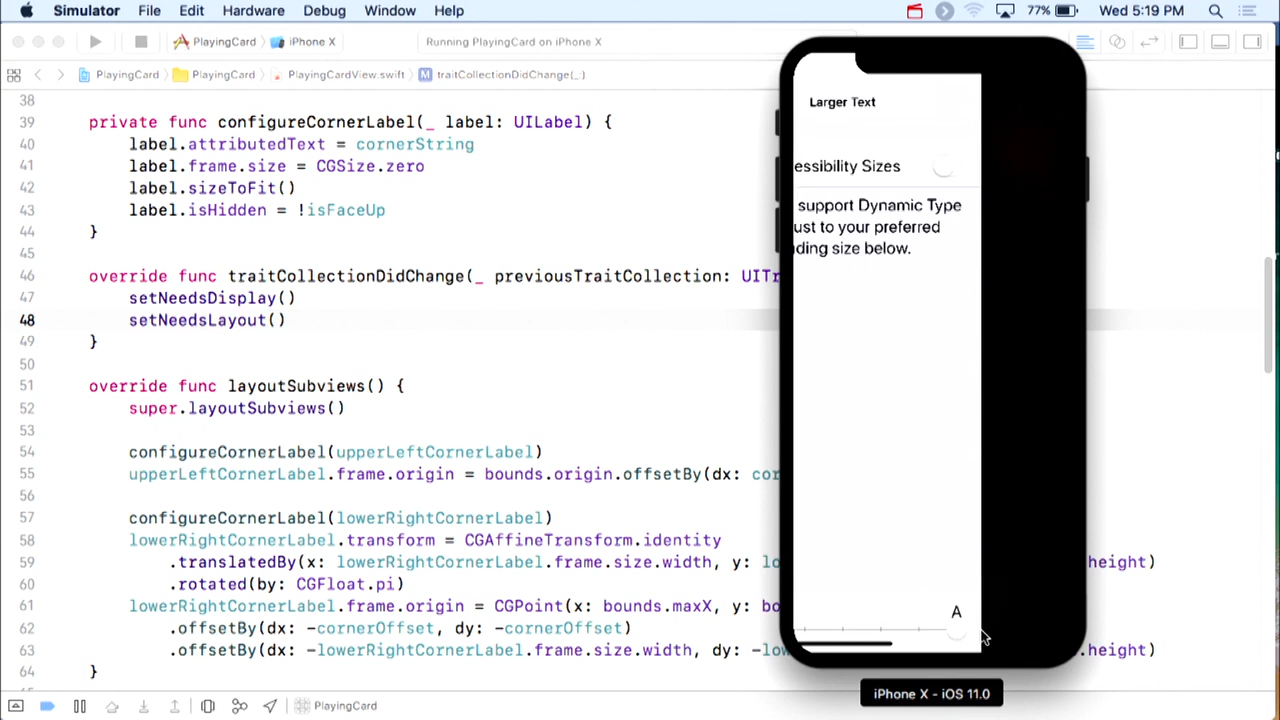 Simulator File Edit Hardware Debug Window Help 77% Wed 5:19 PM
PlayingCard iPhone X Running PlayingCard on iPhone X
PlayingCard PlayingCard PlayingCardView.swift M traitCollectionDidChange(_:)
38
39 private func configureCornerLabel(_ label: UILabel) {
40 label.attributedText = cornerString
41 label.frame.size = CGSize.zero
42 label.sizeToFit()
43 label.isHidden = !isFaceUp
44 }
45
46 override func traitCollectionDidChange(_ previousTraitCollection: UITr
47 setNeedsDisplay()
48 setNeedsLayout()
49 }
50
51 override func layoutSubviews() {
52 super.layoutSubviews()
53
54 configureCornerLabel(upperLeftCornerLabel)
55 upperLeftCornerLabel.frame.origin = bounds.origin.offsetBy(dx: cor
56
57 configureCornerLabel(lowerRightCornerLabel)
58 lowerRightCornerLabel.transform = CGAffineTransform.identity
59 .translatedBy(x: lowerRightCornerLabel.frame.size.width, y: lo height)
60 .rotated(by: CGFloat.pi)
61 lowerRightCornerLabel.frame.origin = CGPoint(x: bounds.maxX, y: bo
62 .offsetBy(dx: -cornerOffset, dy: -cornerOffset)
63 .offsetBy(dx: -lowerRightCornerLabel.frame.size.width, dy: -low height)
64 }
Larger Text
essibility Sizes
support Dynamic Type
ust to your preferred
ding size below.
A
iPhone X - iOS 11.0
PlayingCard